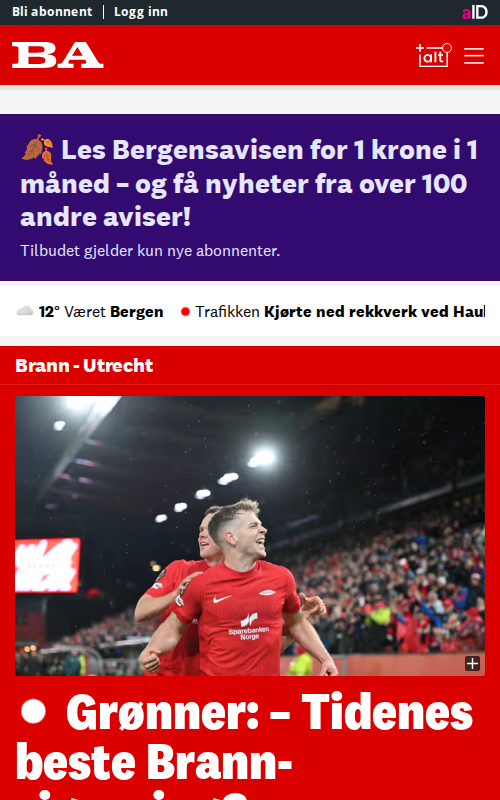 Bli abonnent | Logg inn
aID
BA
+alt
Les Bergensavisen for 1 krone i 1
måned – og få nyheter fra over 100
andre aviser!
Tilbudet gjelder kun nye abonnenter.
12° Været Bergen
Trafikken Kjørte ned rekkverk ved
Brann - Utrecht
Sparebanken
Norge
Grønner: – Tidenes
beste Brann-